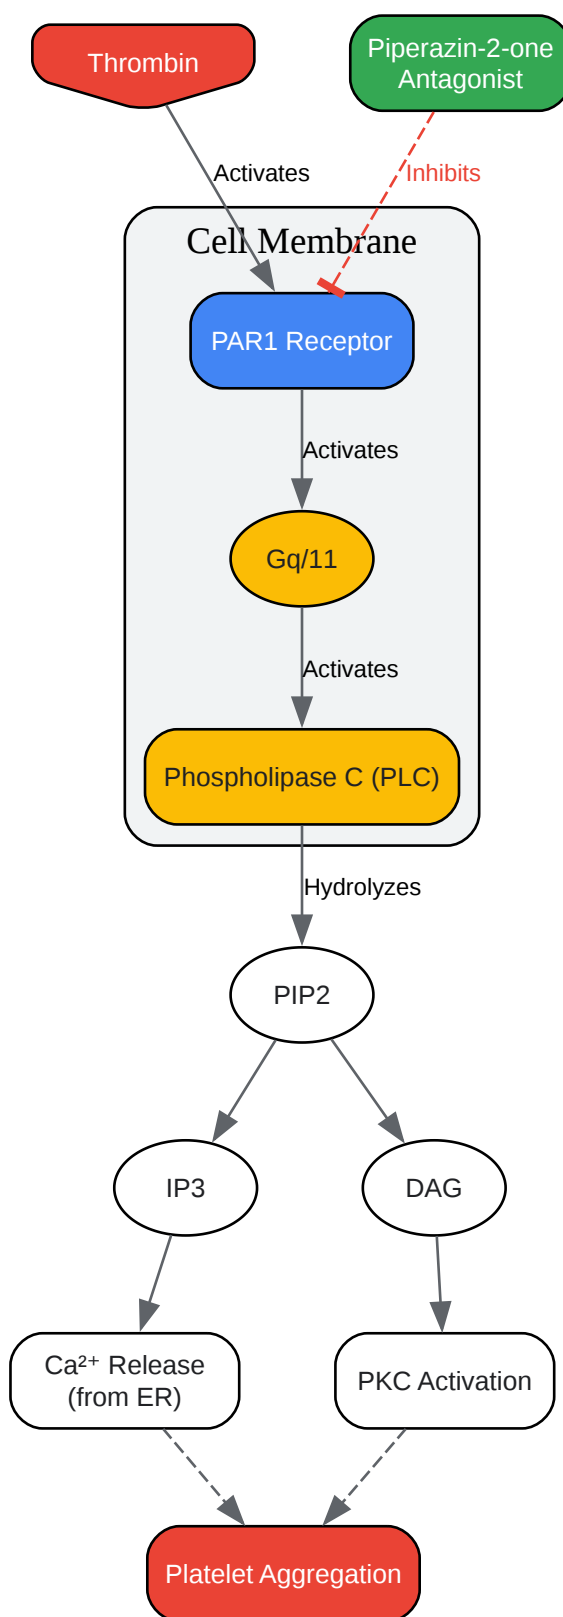 Thrombin
Piperazin-2-one
Antagonist
Activates
Inhibits
Cell Membrane
PAR1 Receptor
Activates
Gq/11
Activates
Phospholipase C (PLC)
Hydrolyzes
PIP2
IP3
DAG
Ca²⁺ Release
(from ER)
PKC Activation
Platelet Aggregation